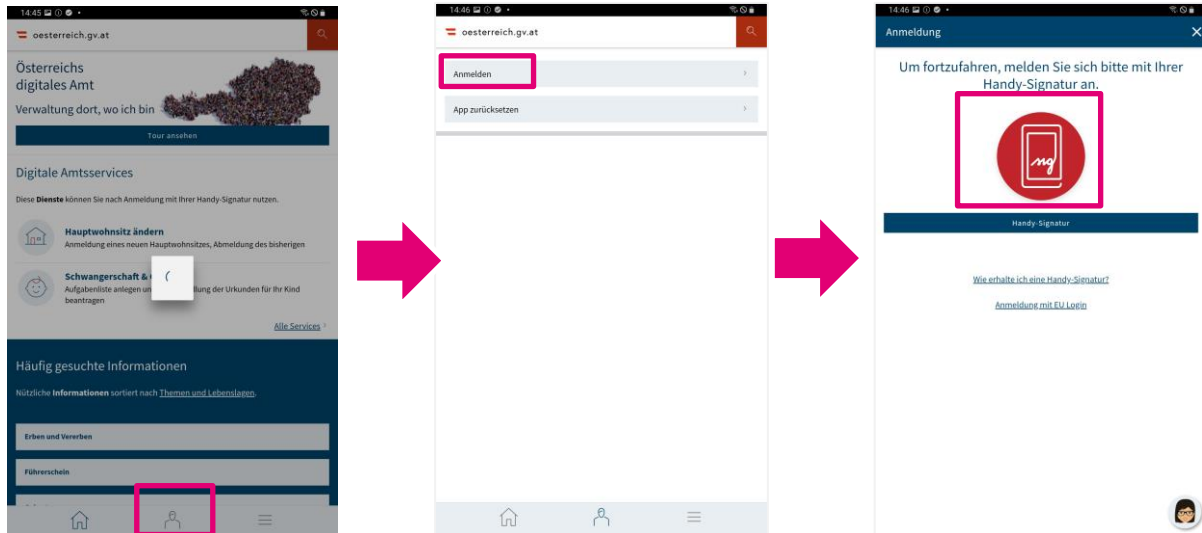 14:45
oesterreich.gv.at
Österreichs
digitales Amt
Verwaltung dort, wo ich bin
Tour ansehen
Digitale Amtsservices
Diese Dienste können Sie nach Anmeldung mit Ihrer Handy-Signatur nutzen.
Hauptwohnsitz ändern
Anmeldung eines neuen Hauptwohnsitzes, Abmeldung des bisherigen
Schwangerschaft &
Aufgabenliste anlegen un lung der Urkunden für Ihr Kind
beantragen
Alle Services
Häufig gesuchte Informationen
Nützliche Informationen sortiert nach Themen und Lebenslagen.
Erben und Vererben
Führerschein
14:46
oesterreich.gv.at
Anmelden
App zurücksetzen
14:46
Anmeldung
Um fortzufahren, melden Sie sich bitte mit Ihrer
Handy-Signatur an.
Handy-Signatur
Wie erhalte ich eine Handy-Signatur?
Anmeldung mit EU Login